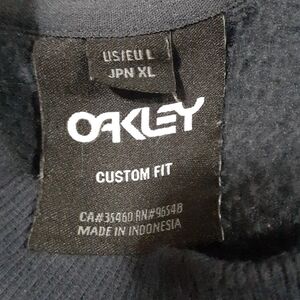 US/EU L
JPN XL
OAKLEY
CUSTOM FIT
CA#35460 RN#96548
MADE IN INDONESIA